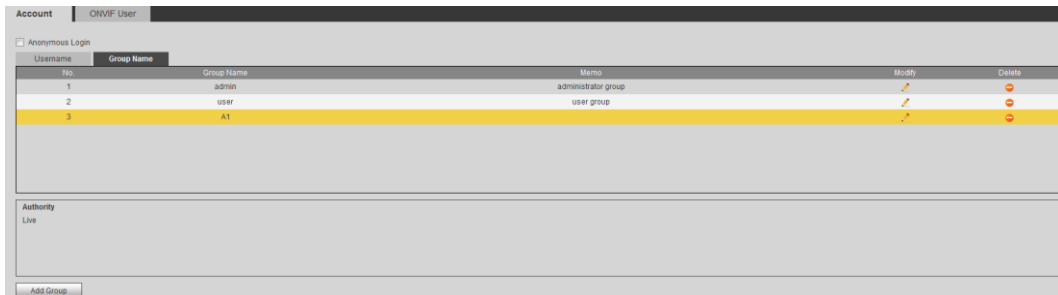 Account ONVIF User
Anonymous Login
Username Group Name
No. Group Name Memo Modify Delete
1 admin administrator group
2 user user group
3 A1
Authority
Live
Add Group